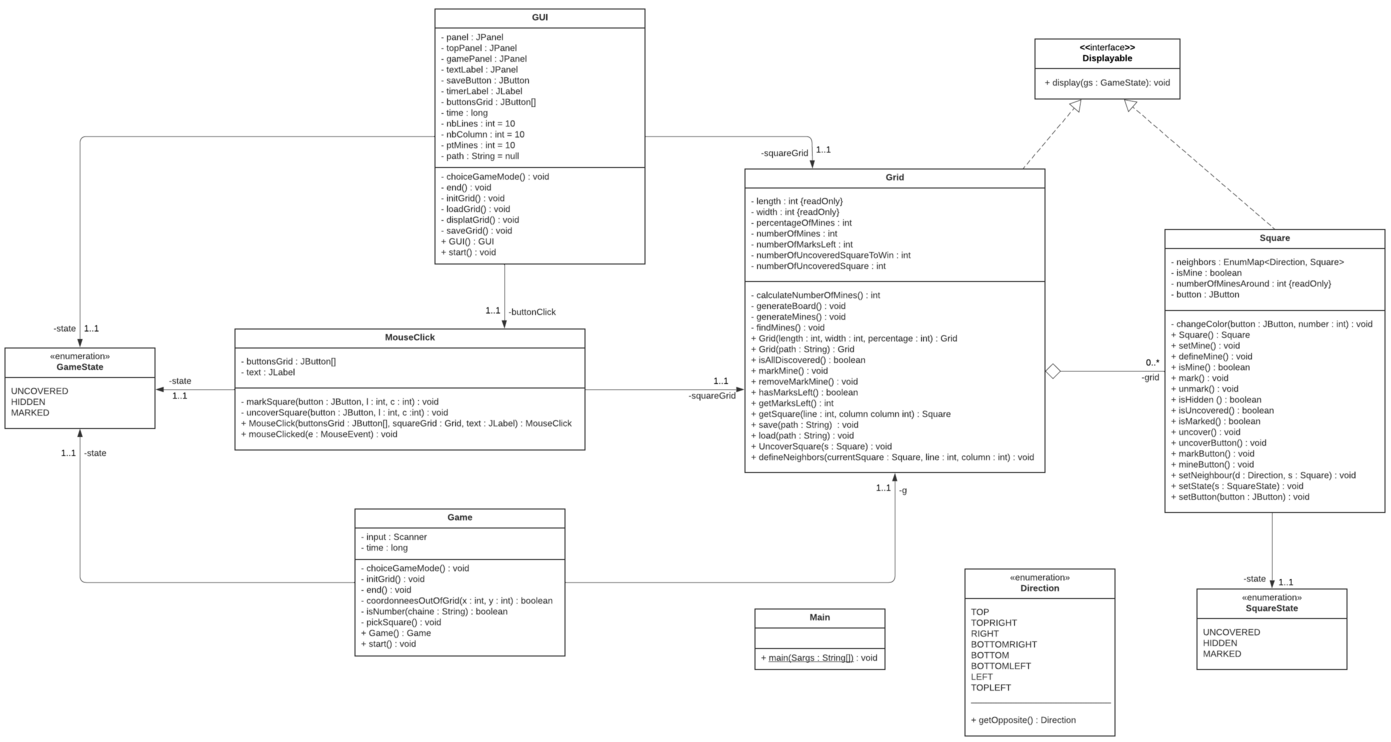 GUI
- panel : JPanel
- topPanel : JPanel
- gamePanel : JPanel
- textLabel : JPanel
- saveButton : JButton
- timerLabel : JLabel
- buttonsGrid : JButton[]
- time : long
- nbLines : int = 10
- nbColumn : int = 10
- ptMines : int = 10
- path : String = null
- choiceGameMode() : void
- end() : void
- initGrid() : void
- loadGrid() : void
- displatGrid() : void
- saveGrid() : void
+ GUI() : GUI
+ start() : void
<<interface>>
Displayable
+ display(gs : GameState): void
-squareGrid
1..1
Grid
- length : int {readOnly}
- width : int {readOnly}
- percentageOfMines : int
- numberOfMines : int
- numberOfMarksLeft : int
- numberOfUncoveredSquareToWin : int
- numberOfUncoveredSquare : int
- calculateNumberOfMines() : int
- generateBoard() : void
- generateMines() : void
- findMines() : void
+ Grid(length : int, width : int, percentage : int) : Grid
+ Grid(path : String) : Grid
+ isAllDiscovered() : boolean
+ markMine() : void
+ removeMarkMine() : void
+ hasMarksLeft() : boolean
+ getMarksLeft() : int
+ getSquare(line : int, column column int) : Square
+ save(path : String) : void
+ load(path : String) : void
+ UncoverSquare(s : Square) : void
+ defineNeighbors(currentSquare : Square, line : int, column : int) : void
Square
- neighbors : EnumMap<Direction, Square>
- isMine : boolean
- numberOfMinesAround : int {readOnly}
- button : JButton
- changeColor(button : JButton, number : int) : void
+ Square() : Square
+ setMine() : void
+ defineMine() : void
+ isMine() : boolean
+ mark() : void
+ unmark() : void
+ isHidden () : boolean
+ isUncovered() : boolean
+ isMarked() : boolean
+ uncover() : void
+ uncoverButton() : void
+ markButton() : void
+ mineButton() : void
+ setNeighbour(d : Direction, s : Square) : void
+ setState(s : SquareState) : void
+ setButton(button : JButton) : void
0..*
-grid
1..1
-buttonClick
-state
1..1
«enumeration»
GameState
UNCOVERED
HIDDEN
MARKED
-state
1..1
MouseClick
- buttonsGrid : JButton[]
- text : JLabel
- markSquare(button : JButton, l : int, c : int) : void
- uncoverSquare(button : JButton, l : int, c :int) : void
+ MouseClick(buttonsGrid : JButton[], squareGrid : Grid, text : JLabel) : MouseClick
+ mouseClicked(e : MouseEvent) : void
1..1
-squareGrid
1..1
-state
1..1
-g
Game
- input : Scanner
- time : long
- choiceGameMode() : void
- initGrid() : void
- end() : void
- coordonneesOutOfGrid(x : int, y : int) : boolean
- isNumber(chaine : String) : boolean
- pickSquare() : void
+ Game() : Game
+ start() : void
Main
+ main(Sargs : String[]) : void
«enumeration»
Direction
TOP
TOPRIGHT
RIGHT
BOTTOMRIGHT
BOTTOM
BOTTOMLEFT
LEFT
TOPLEFT
+ getOpposite() : Direction
-state
1..1
«enumeration»
SquareState
UNCOVERED
HIDDEN
MARKED